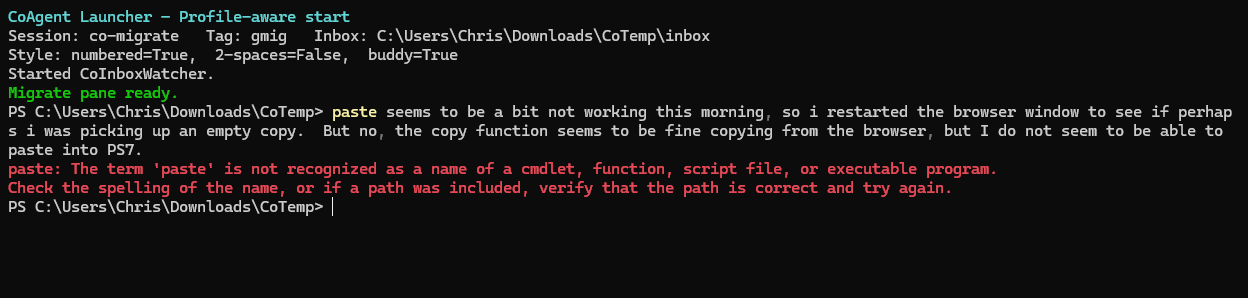 CoAgent Launcher — Profile-aware start
Session: co-migrate   Tag: gmig   Inbox: C:\Users\Chris\Downloads\CoTemp\inbox
Style: numbered=True,  2-spaces=False,  buddy=True
Started CoInboxWatcher.
Migrate pane ready.
PS C:\Users\Chris\Downloads\CoTemp> paste seems to be a bit not working this morning, so i restarted the browser window to see if perhap
s i was picking up an empty copy.  But no, the copy function seems to be fine copying from the browser, but I do not seem to be able to
paste into PS7.
paste: The term 'paste' is not recognized as a name of a cmdlet, function, script file, or executable program.
Check the spelling of the name, or if a path was included, verify that the path is correct and try again.
PS C:\Users\Chris\Downloads\CoTemp>